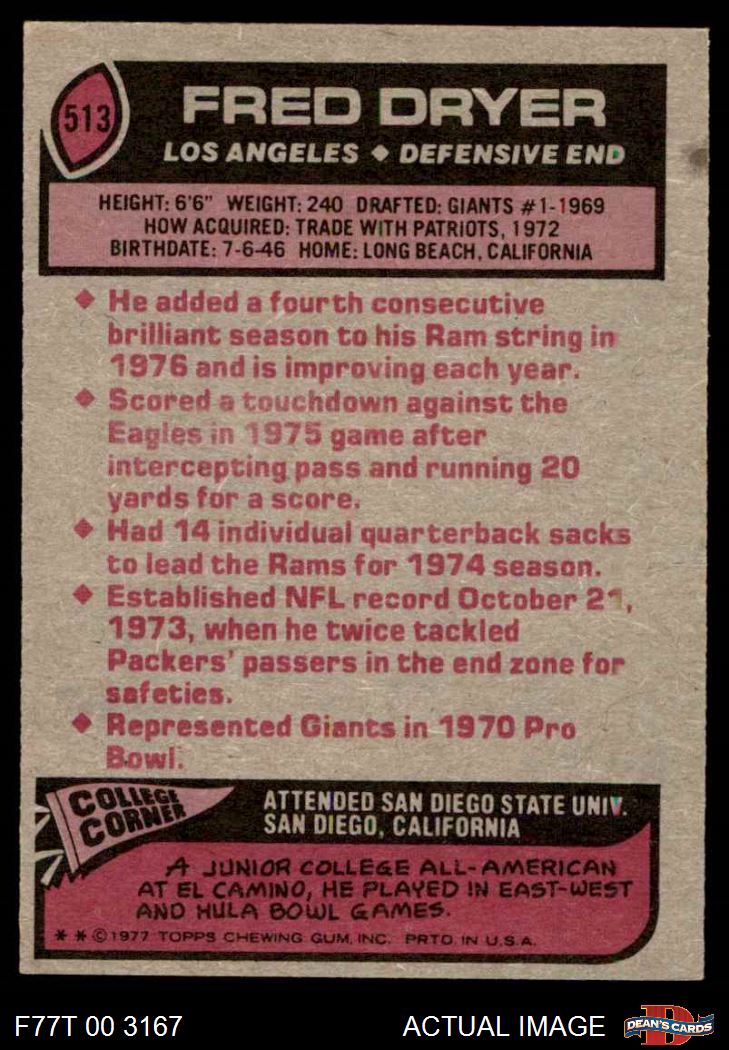 513
FRED DRYER
LOS ANGELES ◆ DEFENSIVE END
HEIGHT: 6'6" WEIGHT: 240 DRAFTED: GIANTS #1-1969
HOW ACQUIRED: TRADE WITH PATRIOTS, 1972
BIRTHDATE: 7-6-46 HOME: LONG BEACH, CALIFORNIA
◆ He added a fourth consecutive
brilliant season to his Ram string in
1976 and is improving each year.
◆ Scored a touchdown against the
Eagles in 1975 game after
intercepting pass and running 20
yards for a score.
◆ Had 14 individual quarterback sacks
to lead the Rams for 1974 season.
◆ Established NFL record October 21,
1973, when he twice tackled
Packers' passers in the end zone for
safeties.
◆ Represented Giants in 1970 Pro
Bowl.
COLLEGE
CORNER
ATTENDED SAN DIEGO STATE UNIV.
SAN DIEGO, CALIFORNIA
A JUNIOR COLLEGE ALL-AMERICAN
AT EL CAMINO, HE PLAYED IN EAST-WEST
AND HULA BOWL GAMES.
* * © 1977 TOPPS CHEWING GUM, INC. PRTD. IN U.S.A.
F77T 00 3167
ACTUAL IMAGE
D
DEAN'S CARDS